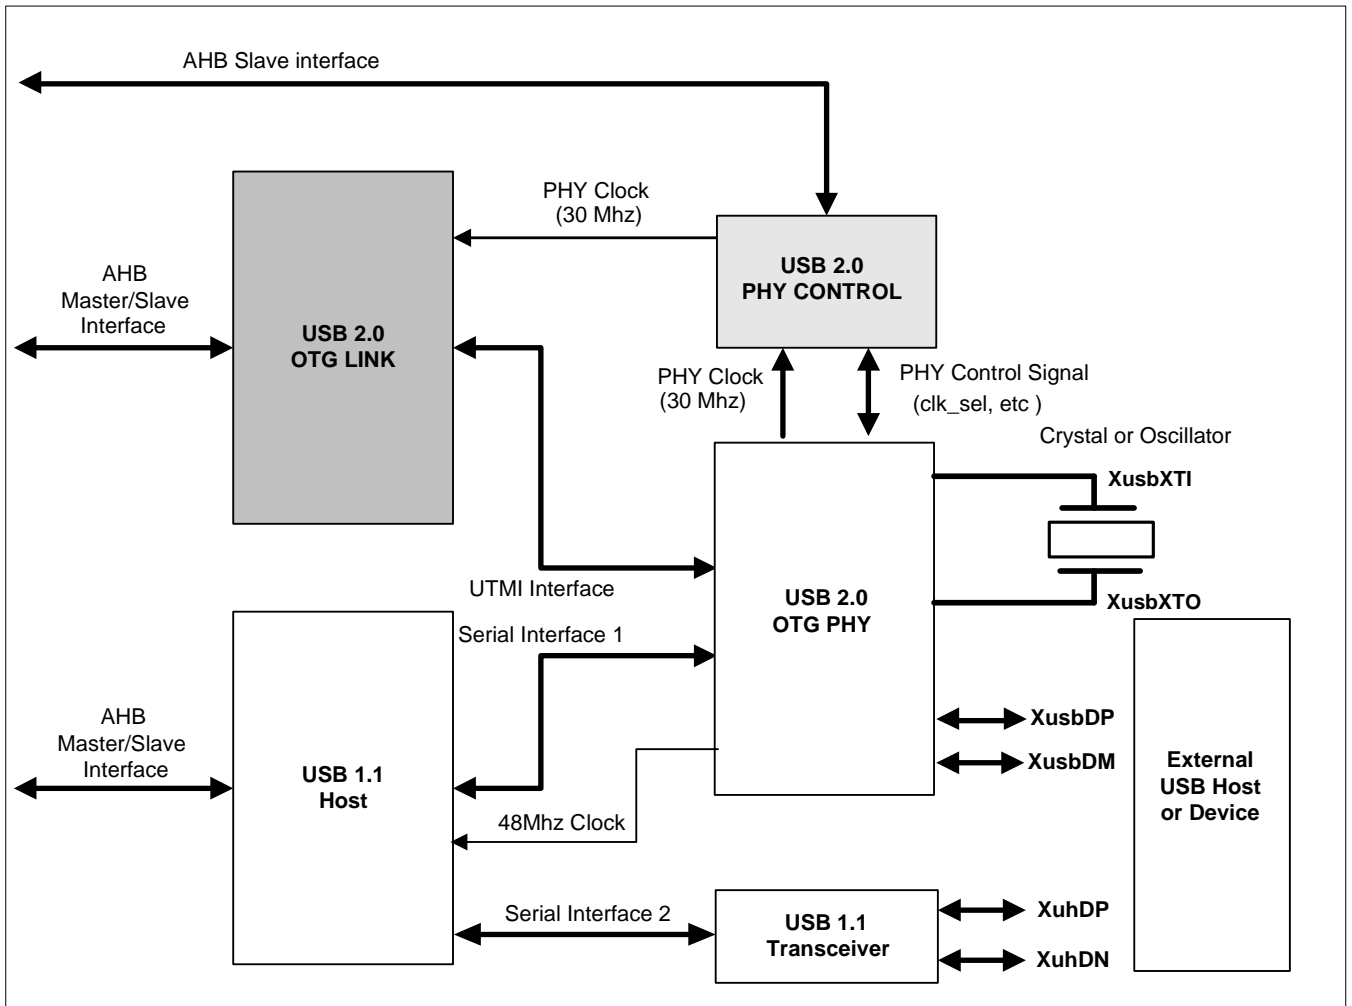 AHB Slave interface
PHY Clock
(30 Mhz)
USB 2.0
PHY CONTROL
AHB
Master/Slave
Interface
USB 2.0
OTG LINK
PHY Clock
(30 Mhz)
PHY Control Signal
(clk_sel, etc )
Crystal or Oscillator
XusbXTI
UTMI Interface
USB 2.0
OTG PHY
XusbXTO
Serial Interface 1
AHB
Master/Slave
Interface
USB 1.1
Host
XusbDP
XusbDM
External
USB Host
or Device
48Mhz Clock
Serial Interface 2
USB 1.1
Transceiver
XuhDP
XuhDN